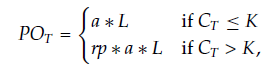 PO_T = { a * L if C_T ≤ K
rp * a * L if C_T > K,